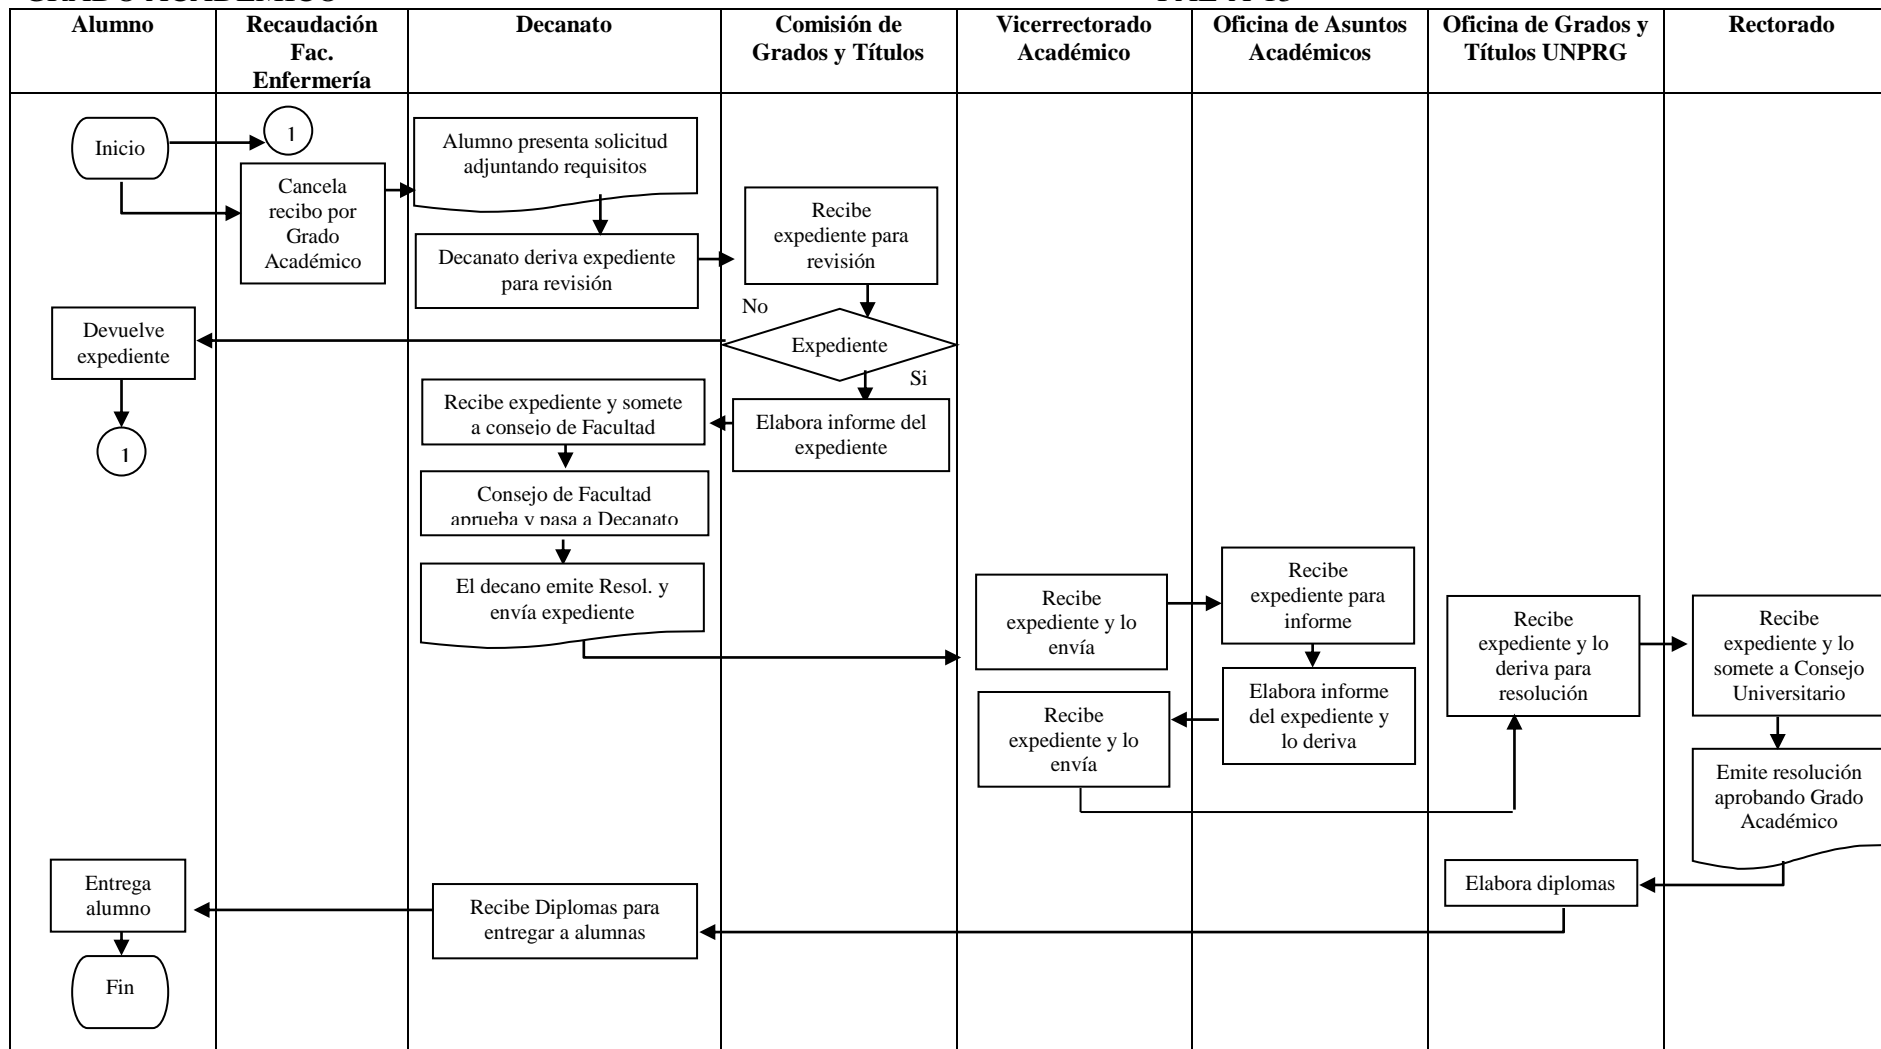 Alumno
Recaudación
Fac.
Enfermería
Decanato
Comisión de
Grados y Títulos
Vicerrectorado
Académico
Oficina de Asuntos
Académicos
Oficina de Grados y
Títulos UNPRG
Rectorado
Inicio
1
Cancela
recibo por
Grado
Académico
Alumno presenta solicitud
adjuntando requisitos
Decanato deriva expediente
para revisión
Recibe
expediente para
revisión
No
Expediente
Si
Devuelve
expediente
1
Elabora informe del
expediente
Recibe expediente y somete
a consejo de Facultad
Consejo de Facultad
aprueba y pasa a Decanato
El decano emite Resol. y
envía expediente
Recibe
expediente y lo
envía
Recibe
expediente para
informe
Elabora informe
del expediente y
lo deriva
Recibe
expediente y lo
envía
Recibe
expediente y lo
deriva para
resolución
Recibe
expediente y lo
somete a Consejo
Universitario
Emite resolución
aprobando Grado
Académico
Elabora diplomas
Recibe Diplomas para
entregar a alumnas
Entrega
alumno
Fin